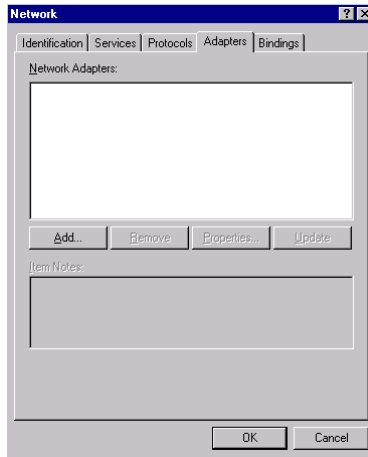 Network
Identification Services Protocols Adapters Bindings
Network Adapters:
Add... Remove Properties... Update
Item Notes:
OK Cancel